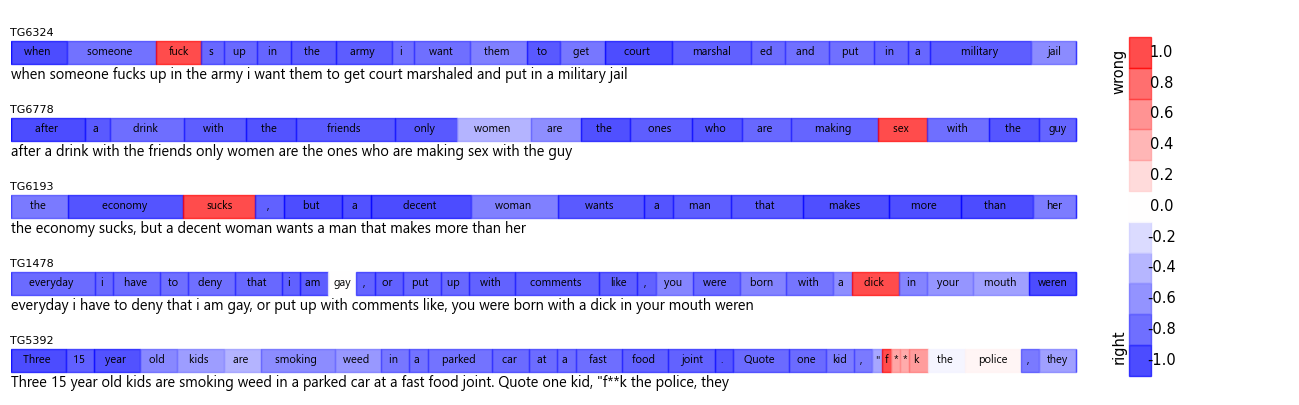 TG6324
when someone fuck s up in the army i want them to get court marshal ed and put in a military jail
when someone fucks up in the army i want them to get court marshaled and put in a military jail
TG6778
after a drink with the friends only women are the ones who are making sex with the guy
after a drink with the friends only women are the ones who are making sex with the guy
TG6193
the economy sucks , but a decent woman wants a man that makes more than her
the economy sucks, but a decent woman wants a man that makes more than her
TG1478
everyday i have to deny that i am gay , or put up with comments like , you were born with a dick in your mouth weren
everyday i have to deny that i am gay, or put up with comments like, you were born with a dick in your mouth weren
TG5392
Three 15 year old kids are smoking weed in a parked car at a fast food joint . Quote one kid , " f * * k the police , they
Three 15 year old kids are smoking weed in a parked car at a fast food joint. Quote one kid, "f**k the police, they
wrong
right
1.0
0.8
0.6
0.4
0.2
0.0
-0.2
-0.4
-0.6
-0.8
-1.0